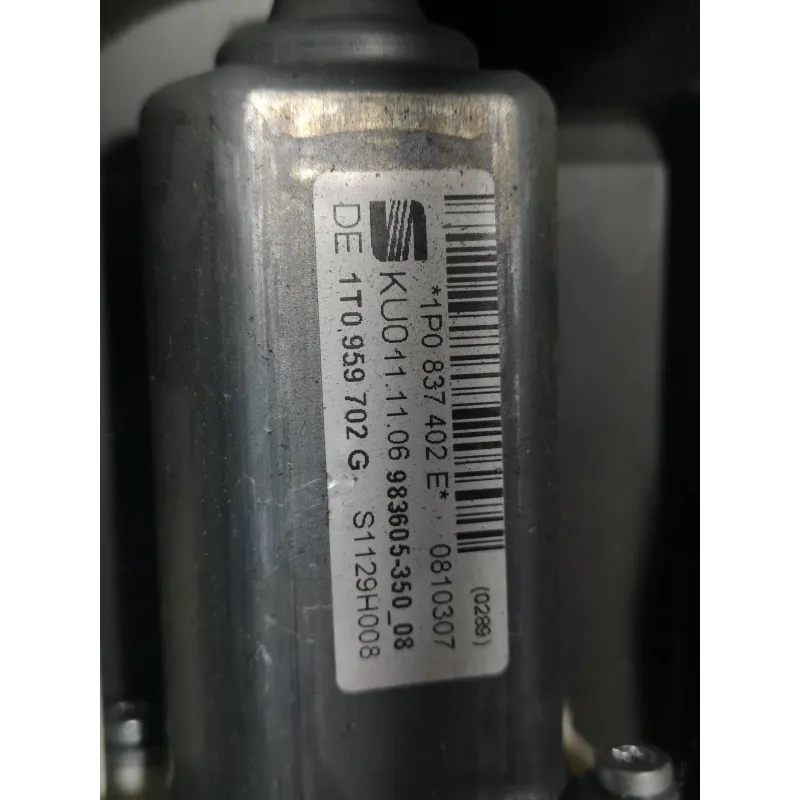 (0289)
*1P0 837 402 E* 0810307
KU011.11.06 983605-350_08
DE 1T0 959 702 G S1129H008